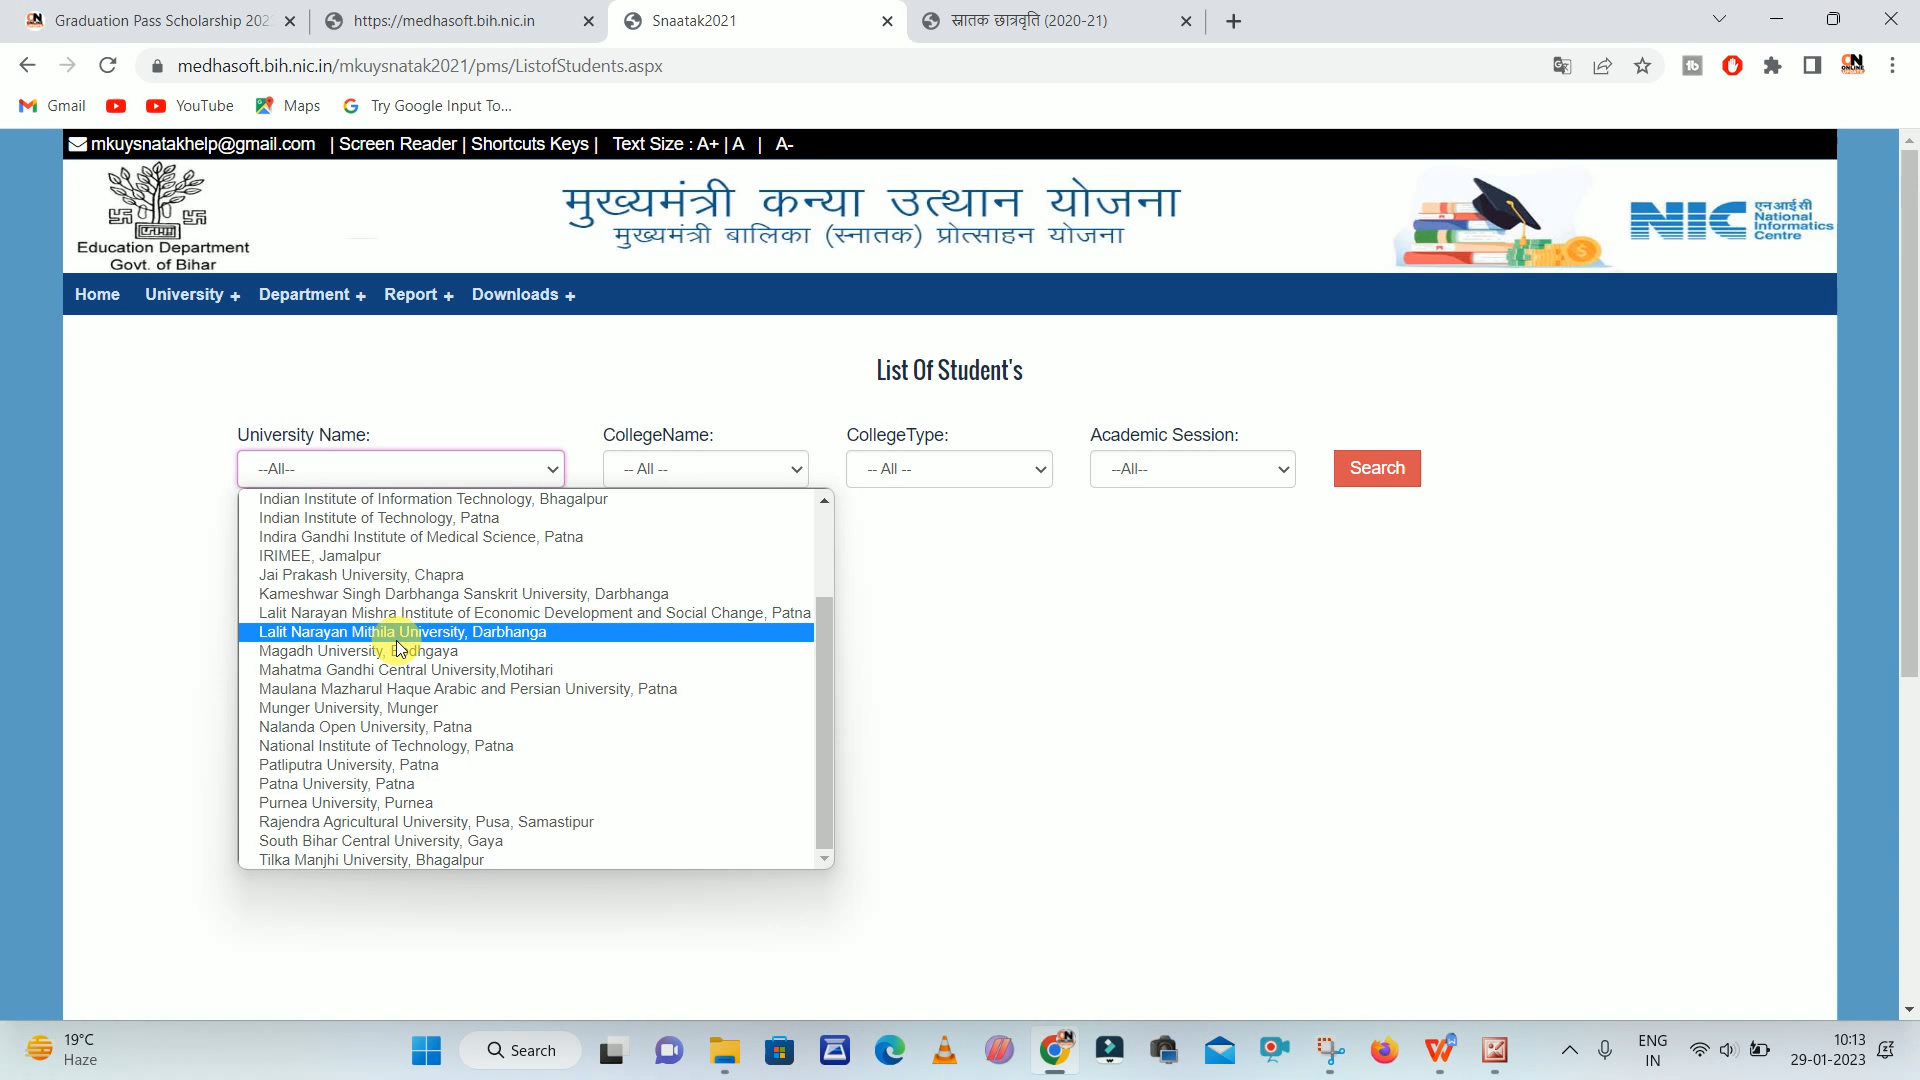 Graduation Pass Scholarship 202
https://medhasoft.bih.nic.in
Snaatak2021
स्नातक छात्रवृति (2020-21)
medhasoft.bih.nic.in/mkuysnatak2021/pms/ListofStudents.aspx
Gmail
YouTube
Maps
Try Google Input To...
mkuysnatakhelp@gmail.com | Screen Reader | Shortcuts Keys | Text Size : A+ | A | A-
Education Department
Govt. of Bihar
मुख्यमंत्री कन्या उत्थान योजना
मुख्यमंत्री बालिका (स्नातक) प्रोत्साहन योजना
NIC
एनआईसी
National
Informatics
Centre
Home University + Department + Report + Downloads +
List Of Student's
University Name: CollegeName: CollegeType: Academic Session:
--All-- -- All -- -- All -- --All-- Search
Indian Institute of Information Technology, Bhagalpur
Indian Institute of Technology, Patna
Indira Gandhi Institute of Medical Science, Patna
IRIMEE, Jamalpur
Jai Prakash University, Chapra
Kameshwar Singh Darbhanga Sanskrit University, Darbhanga
Lalit Narayan Mishra Institute of Economic Development and Social Change, Patna
Lalit Narayan Mithila University, Darbhanga
Magadh University, Bodhgaya
Mahatma Gandhi Central University,Motihari
Maulana Mazharul Haque Arabic and Persian University, Patna
Munger University, Munger
Nalanda Open University, Patna
National Institute of Technology, Patna
Patliputra University, Patna
Patna University, Patna
Purnea University, Purnea
Rajendra Agricultural University, Pusa, Samastipur
South Bihar Central University, Gaya
Tilka Manjhi University, Bhagalpur
19°C
Haze
Search
ENG
IN
10:13
29-01-2023